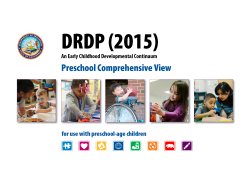 DRDP (2015)
An Early Childhood Developmental Continuum
Preschool Comprehensive View
for use with preschool-age children